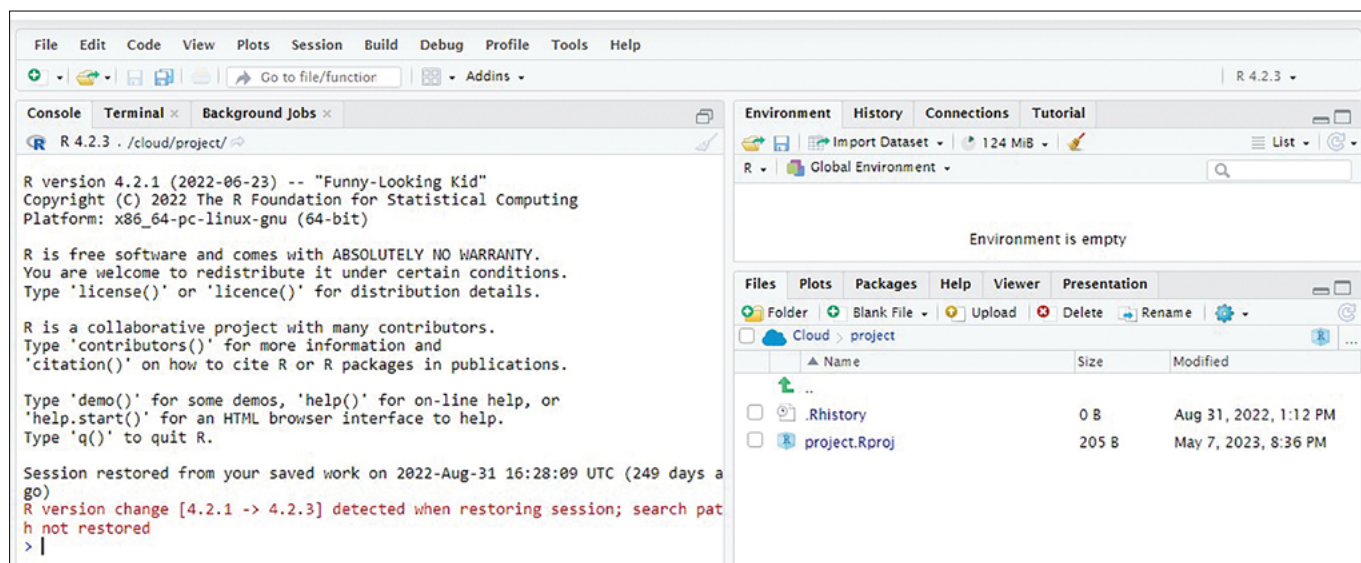 File Edit Code View Plots Session Build Debug Profile Tools Help
Go to file/function Addins R 4.2.3
Console Terminal Background Jobs
R 4.2.3 . /cloud/project/
R version 4.2.1 (2022-06-23) -- "Funny-Looking Kid"
Copyright (C) 2022 The R Foundation for Statistical Computing
Platform: x86_64-pc-linux-gnu (64-bit)
R is free software and comes with ABSOLUTELY NO WARRANTY.
You are welcome to redistribute it under certain conditions.
Type 'license()' or 'licence()' for distribution details.
R is a collaborative project with many contributors.
Type 'contributors()' for more information and
'citation()' on how to cite R or R packages in publications.
Type 'demo()' for some demos, 'help()' for on-line help, or
'help.start()' for an HTML browser interface to help.
Type 'q()' to quit R.
Session restored from your saved work on 2022-Aug-31 16:28:09 UTC (249 days a
go)
R version change [4.2.1 -> 4.2.3] detected when restoring session; search pat
h not restored
>
Environment History Connections Tutorial
Import Dataset 124 MiB List
R Global Environment
Environment is empty
Files Plots Packages Help Viewer Presentation
Folder Blank File Upload Delete Rename
Cloud > project R ...
Name Size Modified
..
.Rhistory 0 B Aug 31, 2022, 1:12 PM
project.Rproj 205 B May 7, 2023, 8:36 PM